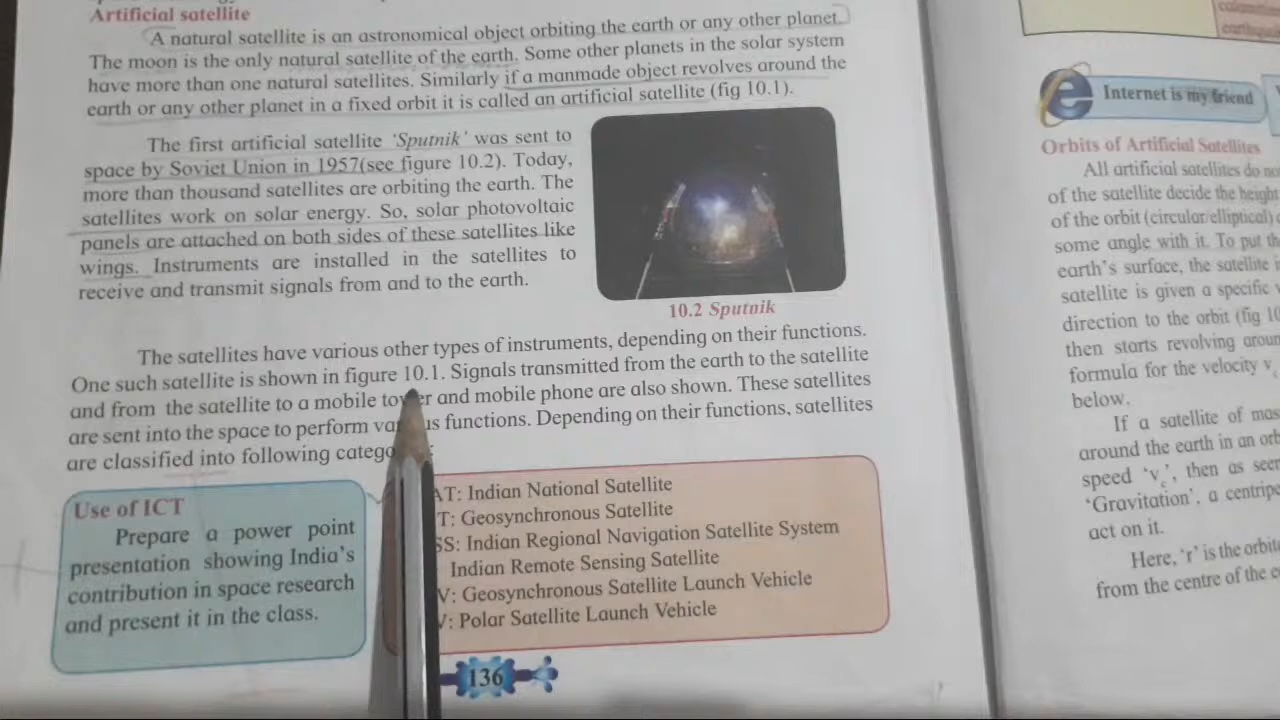 Artificial satellite
A natural satellite is an astronomical object orbiting the earth or any other planet.
The moon is the only natural satellite of the earth. Some other planets in the solar system
have more than one natural satellites. Similarly if a manmade object revolves around the
earth or any other planet in a fixed orbit it is called an artificial satellite (fig 10.1).
The first artificial satellite 'Sputnik' was sent to
space by Soviet Union in 1957(see figure 10.2). Today,
more than thousand satellites are orbiting the earth. The
satellites work on solar energy. So, solar photovoltaic
panels are attached on both sides of these satellites like
wings. Instruments are installed in the satellites to
receive and transmit signals from and to the earth.
10.2 Sputnik
The satellites have various other types of instruments, depending on their functions.
One such satellite is shown in figure 10.1. Signals transmitted from the earth to the satellite
and from the satellite to a mobile and mobile phone are also shown. These satellites
are sent into the space to perform functions. Depending on their functions, satellites
are classified into following
Use of ICT
Prepare a power point
presentation showing India's
contribution in space research
and present it in the class.
AT: Indian National Satellite
T: Geosynchronous Satellite
SS: Indian Regional Navigation Satellite System
Indian Remote Sensing Satellite
V: Geosynchronous Satellite Launch Vehicle
V: Polar Satellite Launch Vehicle
136
Internet is my friend
Orbits of Artificial Satellites
All artificial satellites do
of the satellite decide the height
of the orbit (circular/elliptical)
some angle with it. To put
earth's surface, the satellite
satellite is given a specific
direction to the orbit (fig
then starts revolving
formula for the velocity vc
below.
If a satellite of
around the earth in an
speed 'vc', then as
'Gravitation', a
act on it.
Here, 'r' is the
from the centre of the